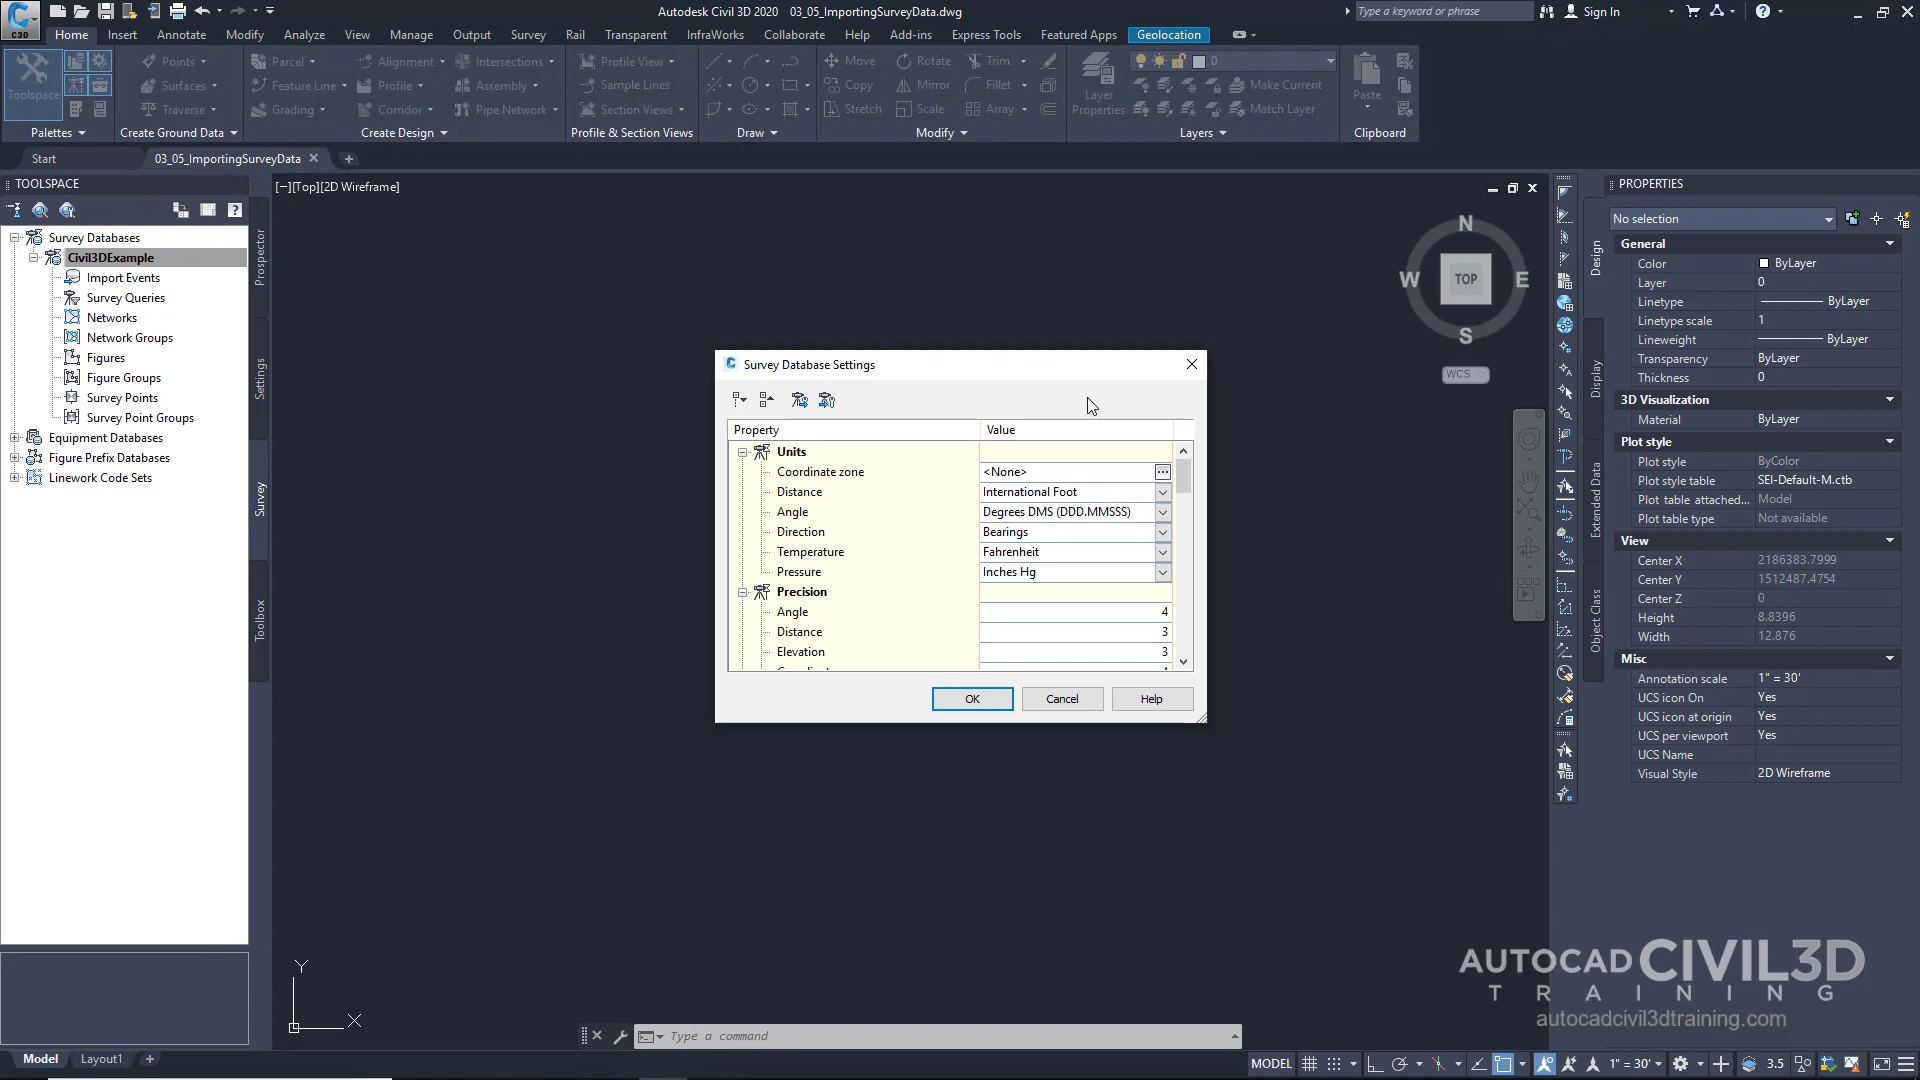 C3D
Autodesk Civil 3D 2020 03_05_ImportingSurveyData.dwg
Type a keyword or phrase
Sign In
Home Insert Annotate Modify Analyze View Manage Output Survey Rail Transparent InfraWorks Collaborate Help Add-ins Express Tools Featured Apps Geolocation
Toolspace
Points
Surfaces
Traverse
Parcel
Feature Line
Grading
Alignment
Profile
Corridor
Intersections
Assembly
Pipe Network
Profile View
Sample Lines
Section Views
Move
Copy
Stretch
Rotate
Mirror
Scale
Trim
Fillet
Array
Layer
Properties
0
Make Current
Match Layer
Paste
Palettes Create Ground Data Create Design Profile & Section Views Draw Modify Layers Clipboard
Start 03_05_ImportingSurveyData
TOOLSPACE
Survey Databases
Civil3DExample
Import Events
Survey Queries
Networks
Network Groups
Figures
Figure Groups
Survey Points
Survey Point Groups
Equipment Databases
Figure Prefix Databases
Linework Code Sets
Prospector
Settings
Survey
Toolbox
[−][Top][2D Wireframe]
N
W TOP E
S
WCS
Survey Database Settings
Property Value
Units
Coordinate zone <None>
Distance International Foot
Angle Degrees DMS (DDD.MMSSS)
Direction Bearings
Temperature Fahrenheit
Pressure Inches Hg
Precision
Angle 4
Distance 3
Elevation 3
OK Cancel Help
Y
X
PROPERTIES
No selection
Design
Display
Extended Data
Object Class
General
Color ByLayer
Layer 0
Linetype ByLayer
Linetype scale 1
Lineweight ByLayer
Transparency ByLayer
Thickness 0
3D Visualization
Material ByLayer
Plot style
Plot style ByColor
Plot style table SEI-Default-M.ctb
Plot table attached... Model
Plot table type Not available
View
Center X 2186383.7999
Center Y 1512487.4754
Center Z 0
Height 8.8396
Width 12.876
Misc
Annotation scale 1" = 30'
UCS icon On Yes
UCS icon at origin Yes
UCS per viewport Yes
UCS Name
Visual Style 2D Wireframe
AUTOCAD CIVIL3D
TRAINING
autocadcivil3dtraining.com
Type a command
Model Layout1
MODEL 1" = 30' 3.5